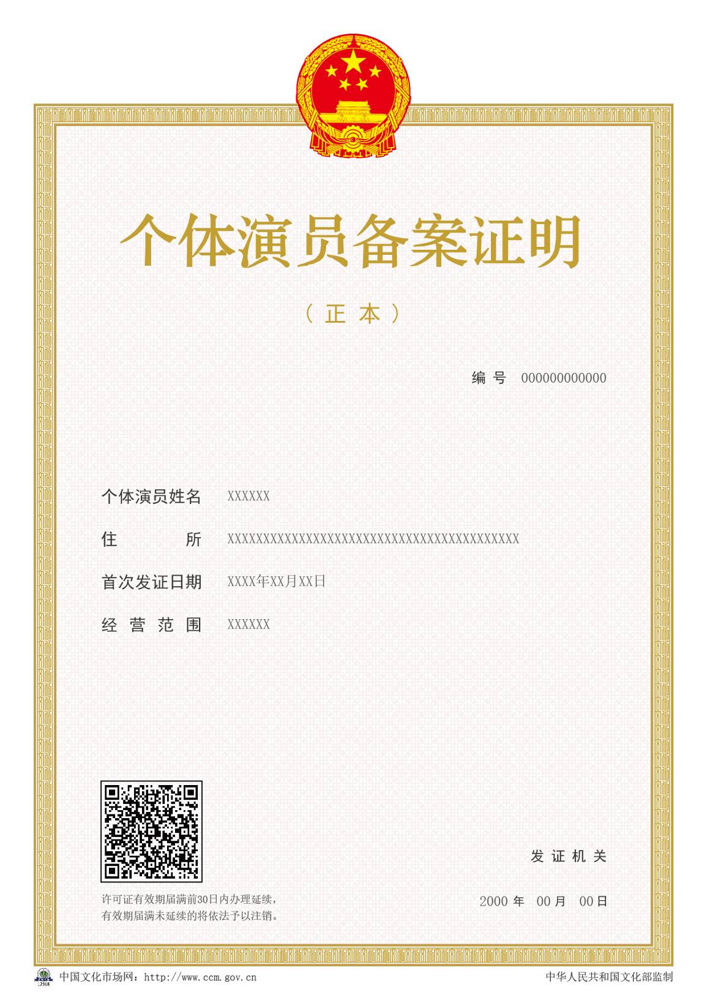 个体演员备案证明
（正本）
编号 000000000000
个体演员姓名 XXXXXX
住所 XXXXXXXXXXXXXXXXXXXXXXXXXXXXXXXXXXXXXXXXX
首次发证日期 XXXX年XX月XX日
经营范围 XXXXXX
发证机关
许可证有效期届满前30日内办理延续，
2000 年 00 月 00 日
有效期届满未延续的将依法予以注销。
L2318
中国文化市场网：http://www.ccm.gov.cn
中华人民共和国文化部监制